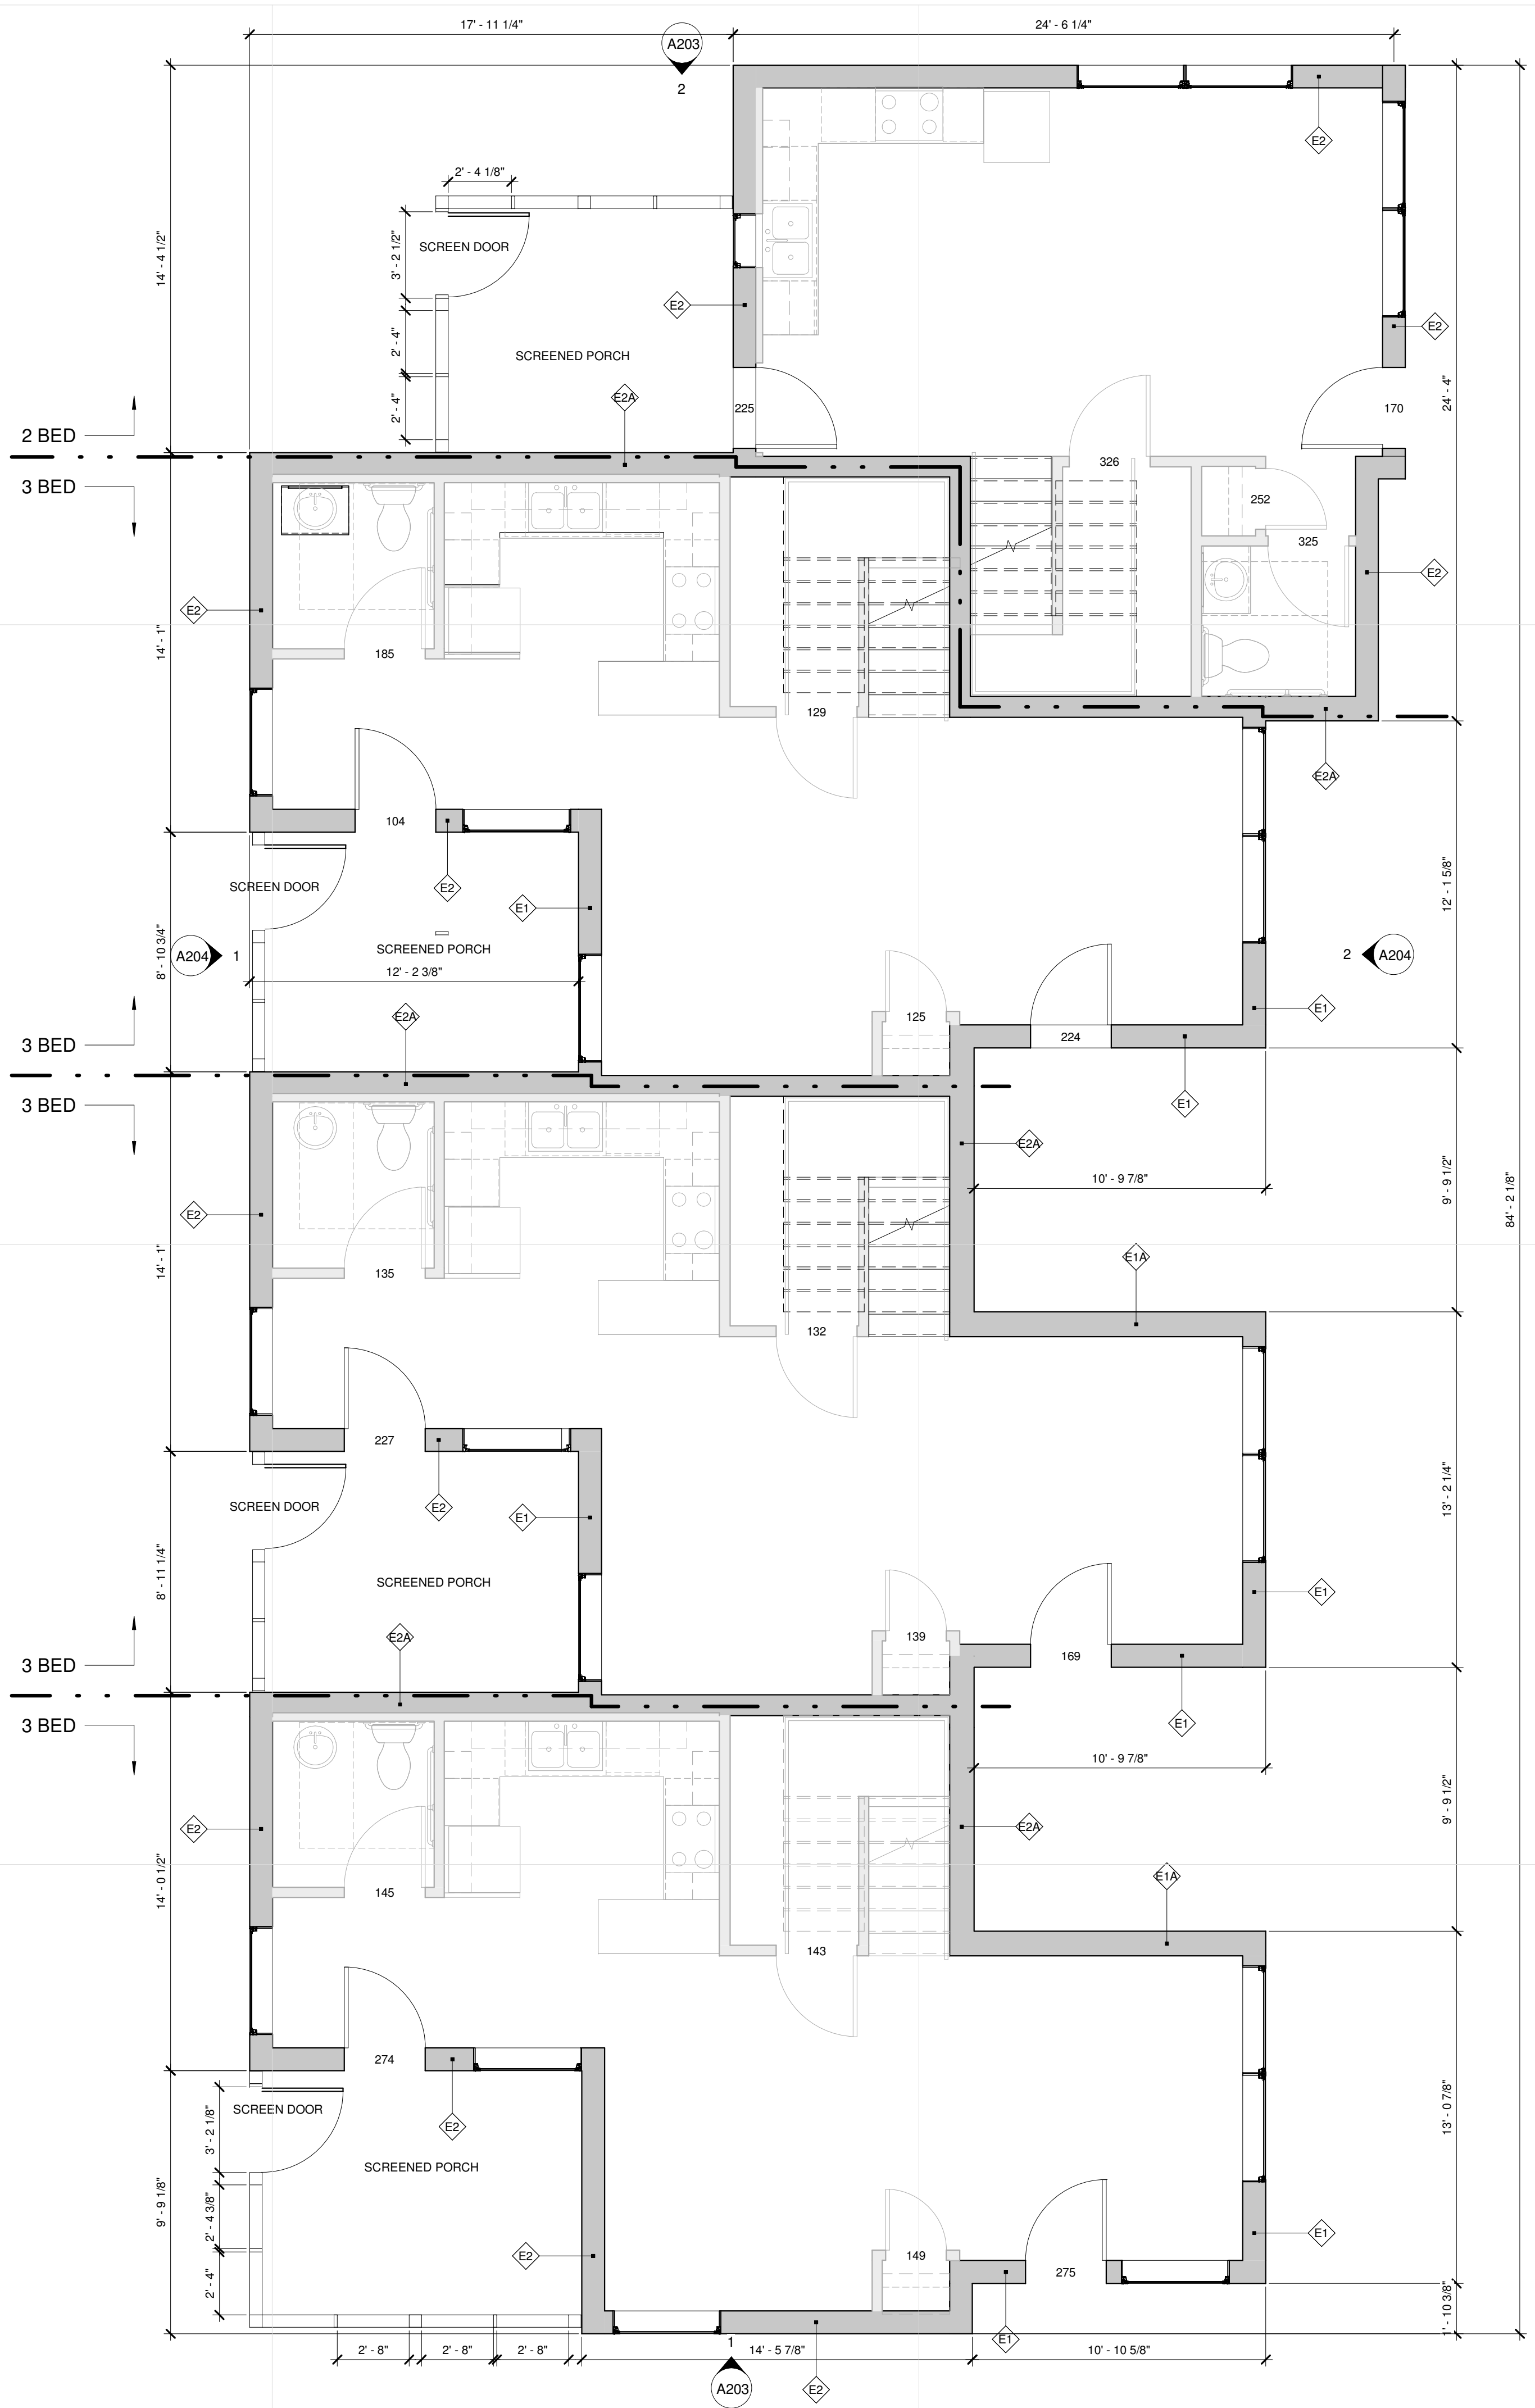 17' - 11 1/4"
24' - 6 1/4"
A203
2
E2
2' - 4 1/8"
SCREEN DOOR
3' - 2 1/2"
14' - 4 1/2"
E2
E2
2' - 4"
SCREENED PORCH
E2A
225
170
24' - 4"
2' - 4"
2 BED
326
3 BED
252
325
E2
E2
14' - 1"
185
129
E2A
104
SCREEN DOOR
E2
E1
12' - 1 5/8"
8' - 10 3/4"
A204
1
SCREENED PORCH
2
A204
12' - 2 3/8"
E2A
125
E1
3 BED
224
3 BED
E1
E2A
10' - 9 7/8"
9' - 9 1/2"
84' - 2 1/8"
E2
14' - 1"
E1A
135
132
227
SCREEN DOOR
E2
E1
13' - 2 1/4"
8' - 11 1/4"
SCREENED PORCH
E1
E2A
139
169
3 BED
3 BED
E1
10' - 9 7/8"
9' - 9 1/2"
E2
E2A
14' - 0 1/2"
E1A
145
143
274
SCREEN DOOR
E2
3' - 2 1/8"
13' - 0 7/8"
SCREENED PORCH
9' - 9 1/8"
2' - 4 3/8"
E1
E2
149
275
2' - 4"
1' - 10 3/8"
E1
1
2' - 8"
2' - 8"
2' - 8"
14' - 5 7/8"
10' - 10 5/8"
A203
E2